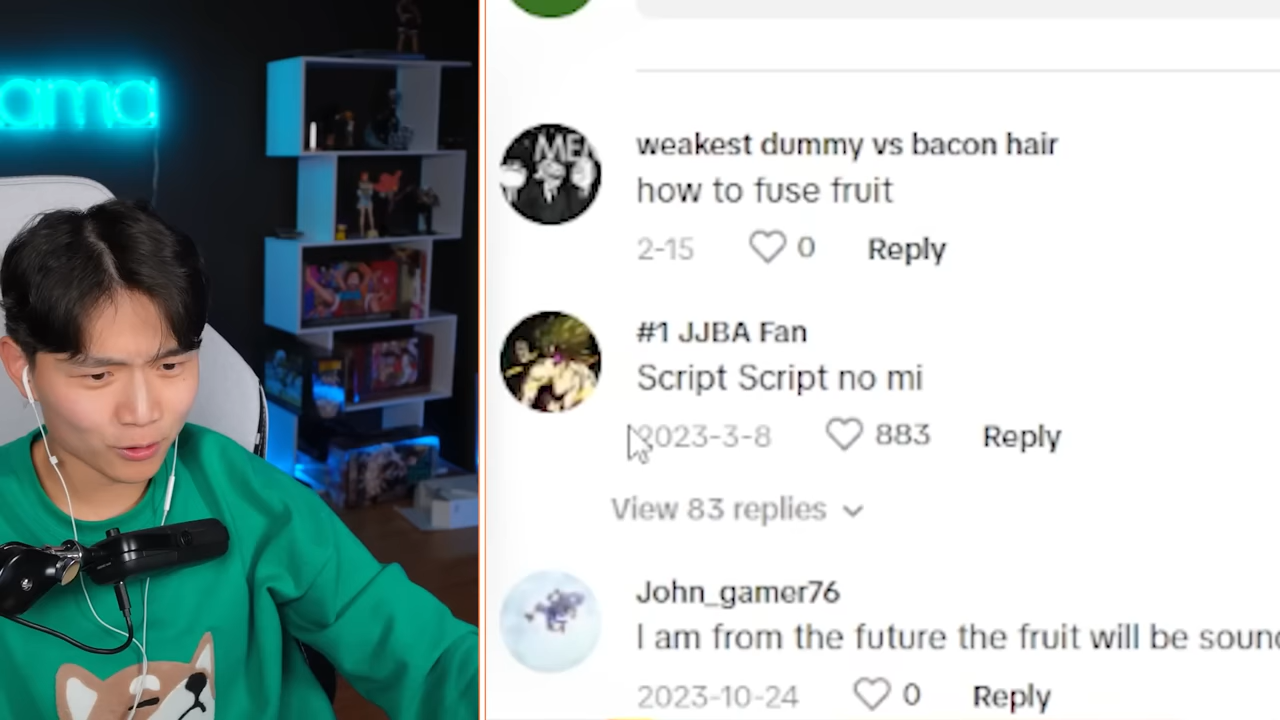 ama
weakest dummy vs bacon hair
how to fuse fruit
2-15 0 Reply
#1 JJBA Fan
Script Script no mi
2023-3-8 883 Reply
View 83 replies
John_gamer76
I am from the future the fruit will be sound
2023-10-24 0 Reply